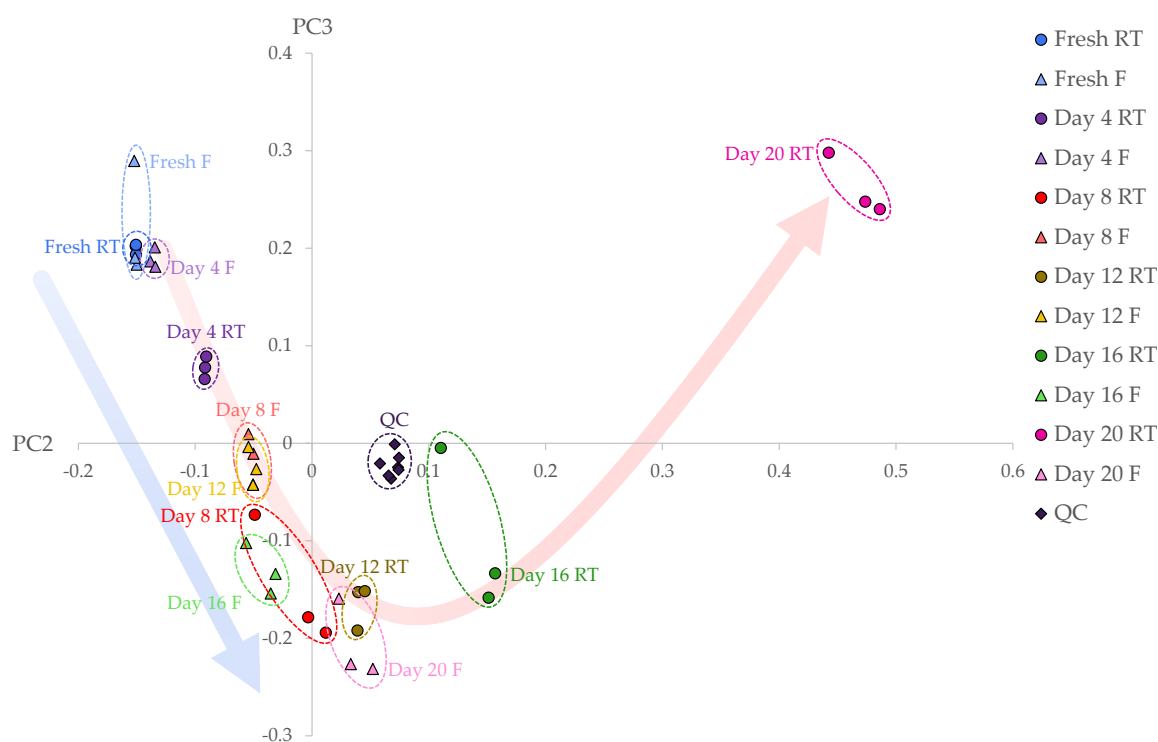 PC3
0.4
0.3
0.2
0.1
0
-0.1
-0.2
-0.3
PC2
-0.2
-0.1
0
0.1
0.2
0.3
0.4
0.5
0.6
Fresh F
Fresh RT
Day 4 F
Day 4 RT
Day 8 F
Day 12 F
Day 8 RT
Day 16 F
Day 12 RT
Day 20 F
QC
Day 16 RT
Day 20 RT
Fresh RT
Fresh F
Day 4 RT
Day 4 F
Day 8 RT
Day 8 F
Day 12 RT
Day 12 F
Day 16 RT
Day 16 F
Day 20 RT
Day 20 F
QC